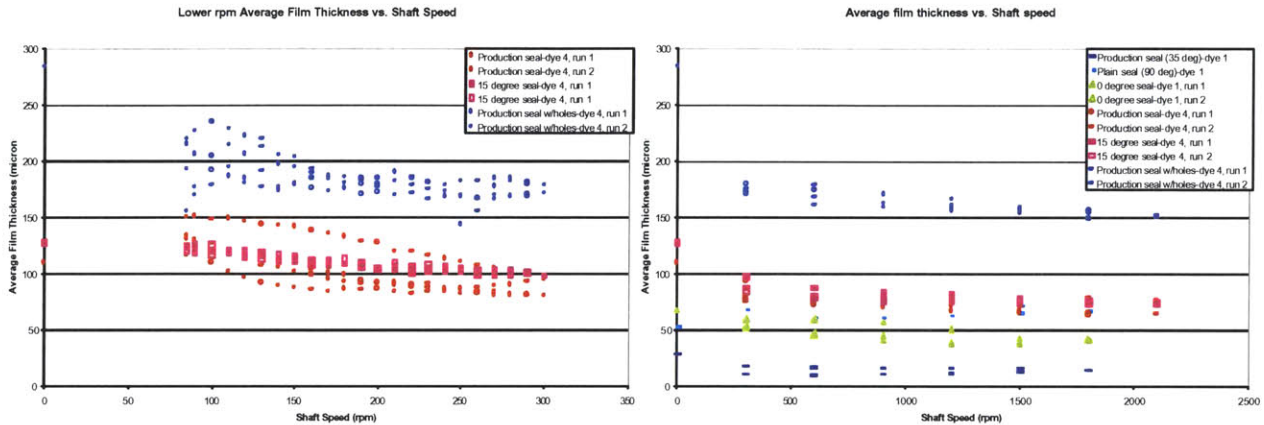 Lower rpm Average Film Thickness vs. Shaft Speed
300
250
200
150
100
50
0
Average Film Thickness (micron
0 50 100 150 200 250 300 350
Shaft Speed (rpm)
Production seal-dye 4, run 1
Production seal-dye 4, run 2
15 degree seal-dye 4, run 1
15 degree seal-dye 4, run 1
Production seal w/holes-dye 4, run 1
Production seal w/holes-dye 4, run 2
Average film thickness vs. Shaft speed
300
250
200
150
100
50
0
Average Film Thickness (micron
0 500 1000 1500 2000 2500
Shaft Speed (rpm)
Production seal (35 deg)-dye 1
Plain seal (90 deg)-dye 1
0 degree seal-dye 1, run 1
0 degree seal-dye 1, run 2
Production seal-dye 4, run 1
Production seal-dye 4, run 2
15 degree seal-dye 4, run 1
15 degree seal-dye 4, run 2
Production seal w/holes-dye 4, run 1
Production seal w/holes-dye 4, run 2